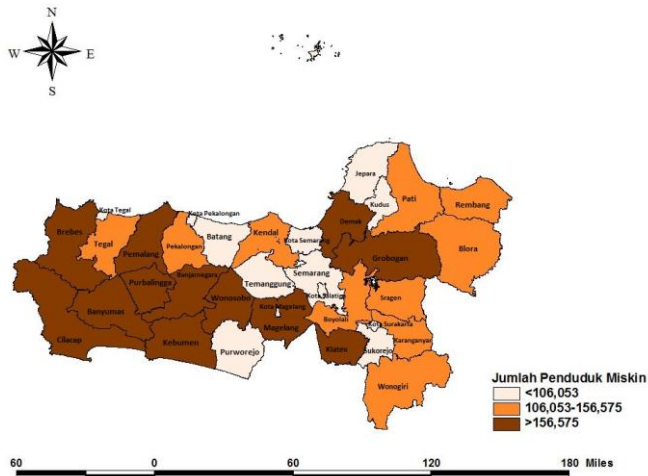 N
W E
S
Jepara
Kudus
Pati
Rembang
Kota Tegal
Kota Pekalongan
Brebes
Tegal
Pemalang
Pekalongan
Batang
Kendal
Kota Semarang
Demak
Grobogan
Blora
Purbalingga
Banjarnegara
Wonosobo
Temanggung
Semarang
Kota Salatiga
Sragen
Cilacap
Banyumas
Kebumen
Purworejo
Kota Magelang
Magelang
Boyolali
Klaten
Kota Surakarta
Sukorejo
Karanganyar
Wonogiri
Jumlah Penduduk Miskin
<106,053
106,053-156,575
>156,575
60 0 60 120 180 Miles